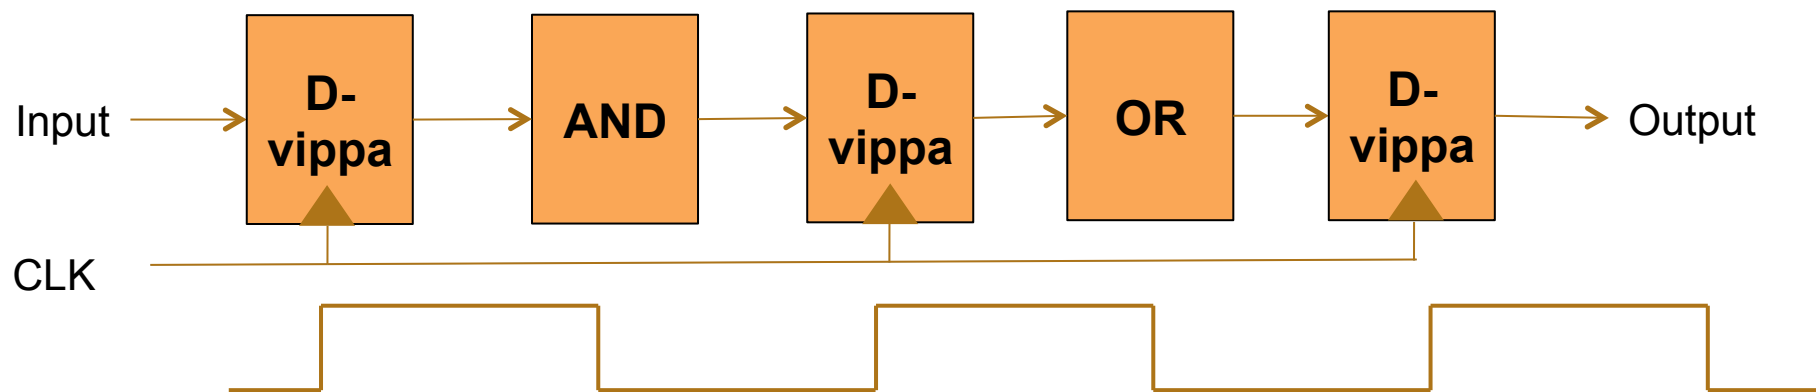 Input
D-
vippa
AND
D-
vippa
OR
D-
vippa
Output
CLK